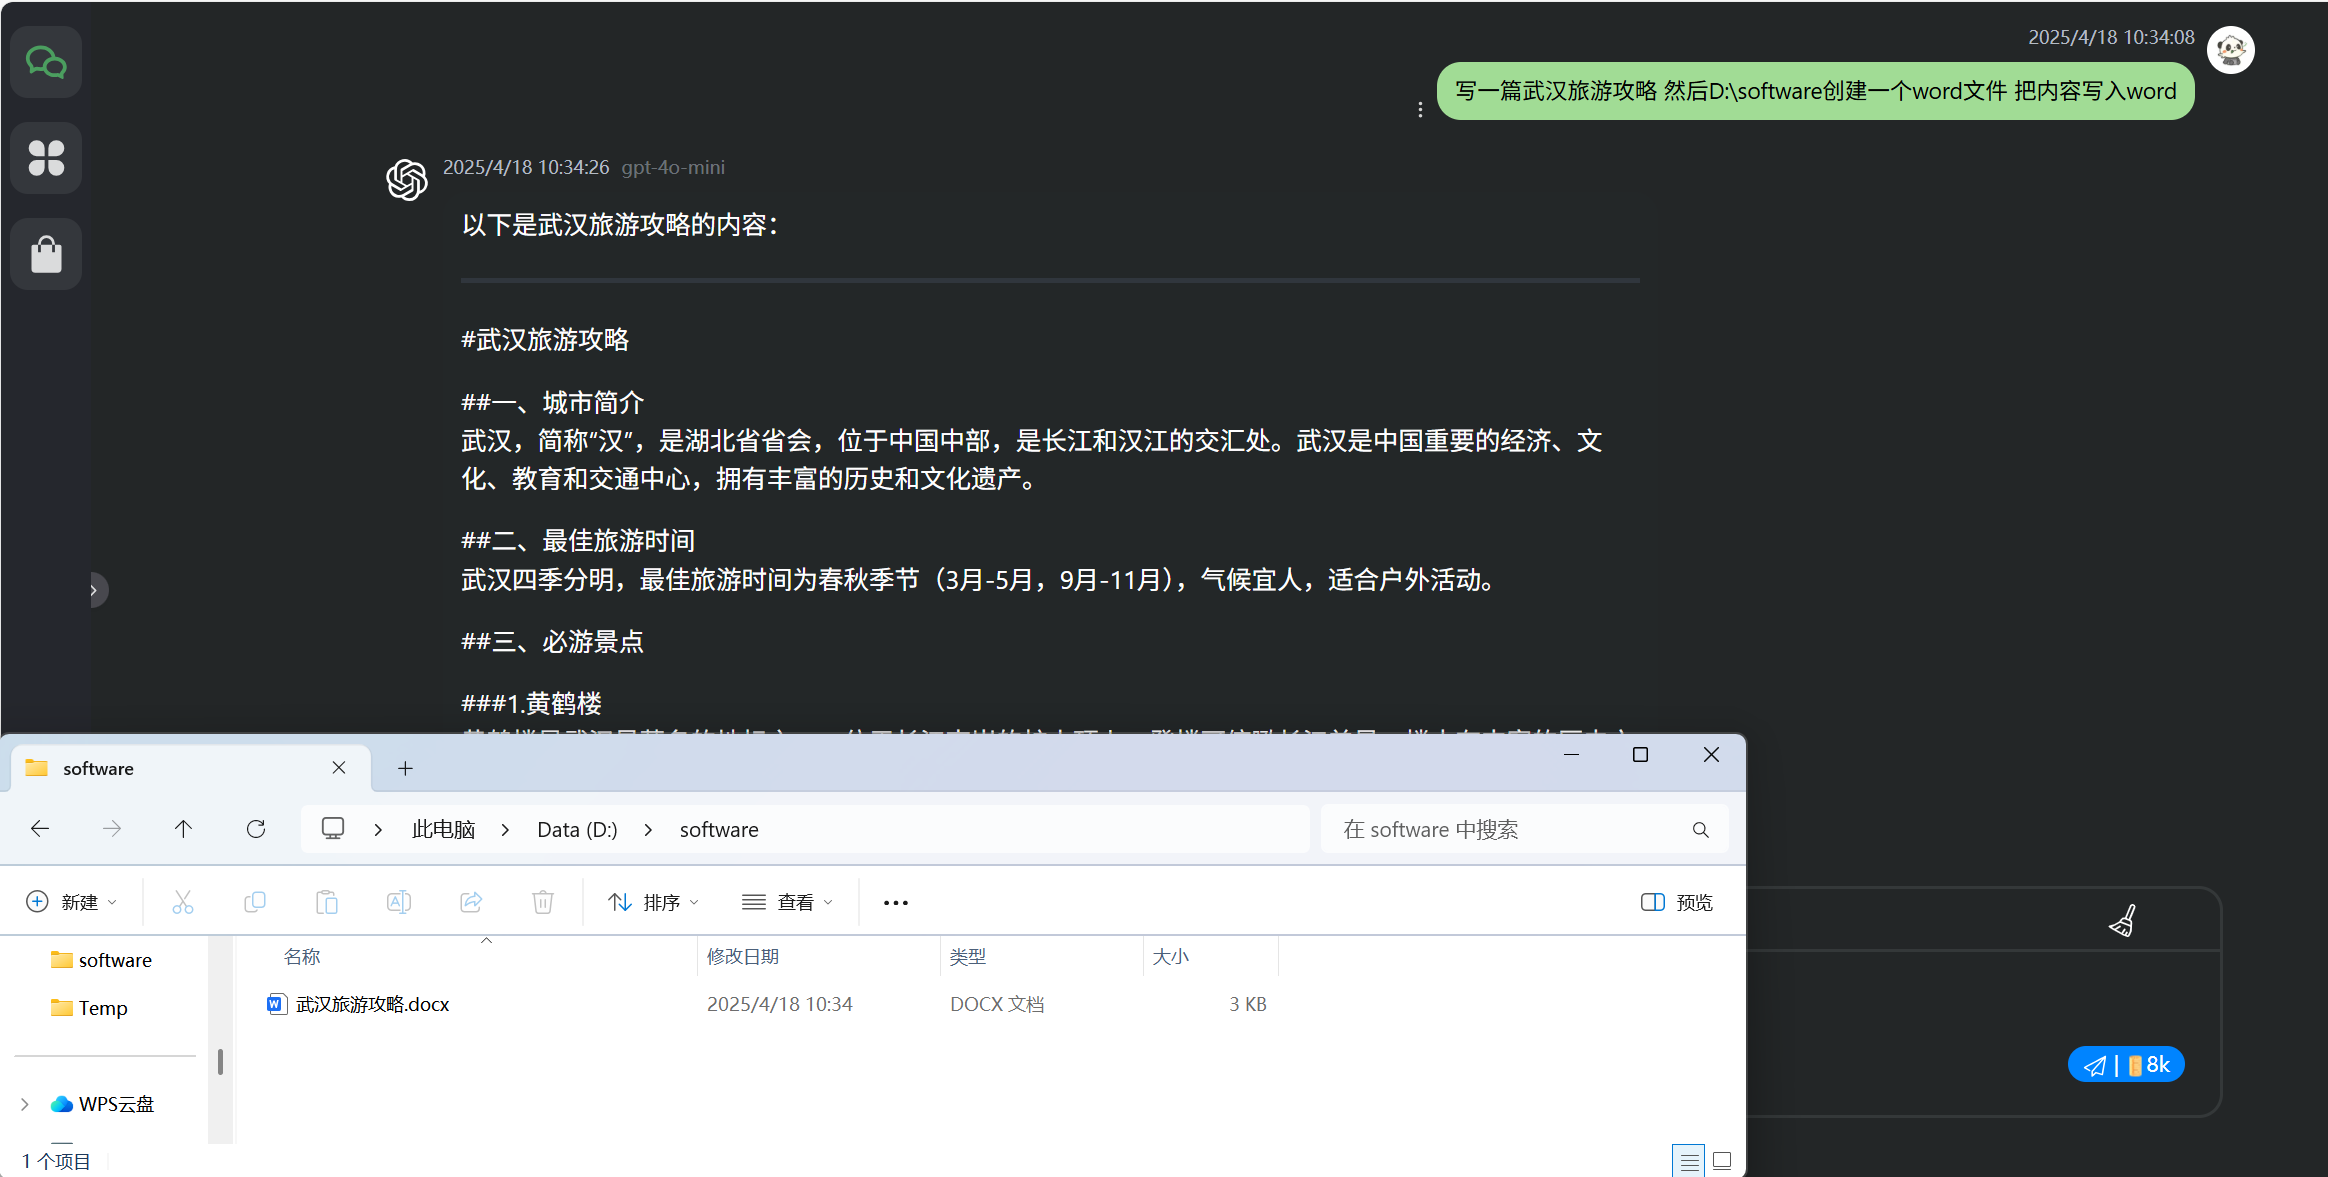 2025/4/18 10:34:08
写一篇武汉旅游攻略 然后D:\software创建一个word文件 把内容写入word
2025/4/18 10:34:26 gpt-4o-mini
以下是武汉旅游攻略的内容：
#武汉旅游攻略
##一、城市简介
武汉，简称“汉”，是湖北省省会，位于中国中部，是长江和汉江的交汇处。武汉是中国重要的经济、文
化、教育和交通中心，拥有丰富的历史和文化遗产。
##二、最佳旅游时间
武汉四季分明，最佳旅游时间为春秋季节（3月-5月，9月-11月），气候宜人，适合户外活动。
##三、必游景点
###1.黄鹤楼
software
此电脑 Data (D:) software
在 software 中搜索
新建 排序 查看 预览
名称 修改日期 类型 大小
software
武汉旅游攻略.docx 2025/4/18 10:34 DOCX 文档 3 KB
Temp
WPS云盘
8k
1 个项目